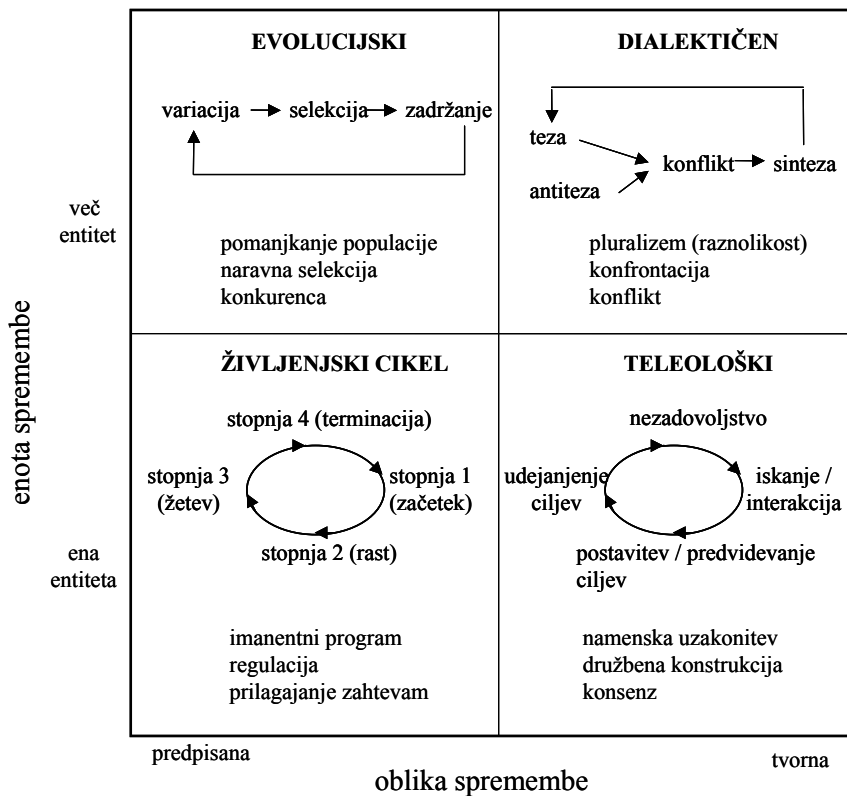 EVOLUCIJSKI
variacija selekcija zadržanje
pomanjkanje populacije
naravna selekcija
konkurenca
DIALEKTIČEN
teza
antiteza
konflikt sinteza
pluralizem (raznolikost)
konfrontacija
konflikt
več
entitet
enota spremembe
ŽIVLJENJSKI CIKEL
stopnja 4 (terminacija)
stopnja 3
(žetev)
stopnja 1
(začetek)
stopnja 2 (rast)
imanentni program
regulacija
prilagajanje zahtevam
TELEOLOŠKI
nezadovoljstvo
udejanjenje
ciljev
iskanje /
interakcija
postavitev / predvidevanje
ciljev
namenska uzakonitev
družbena konstrukcija
konsenz
ena
entiteta
predpisana
tvorna
oblika spremembe